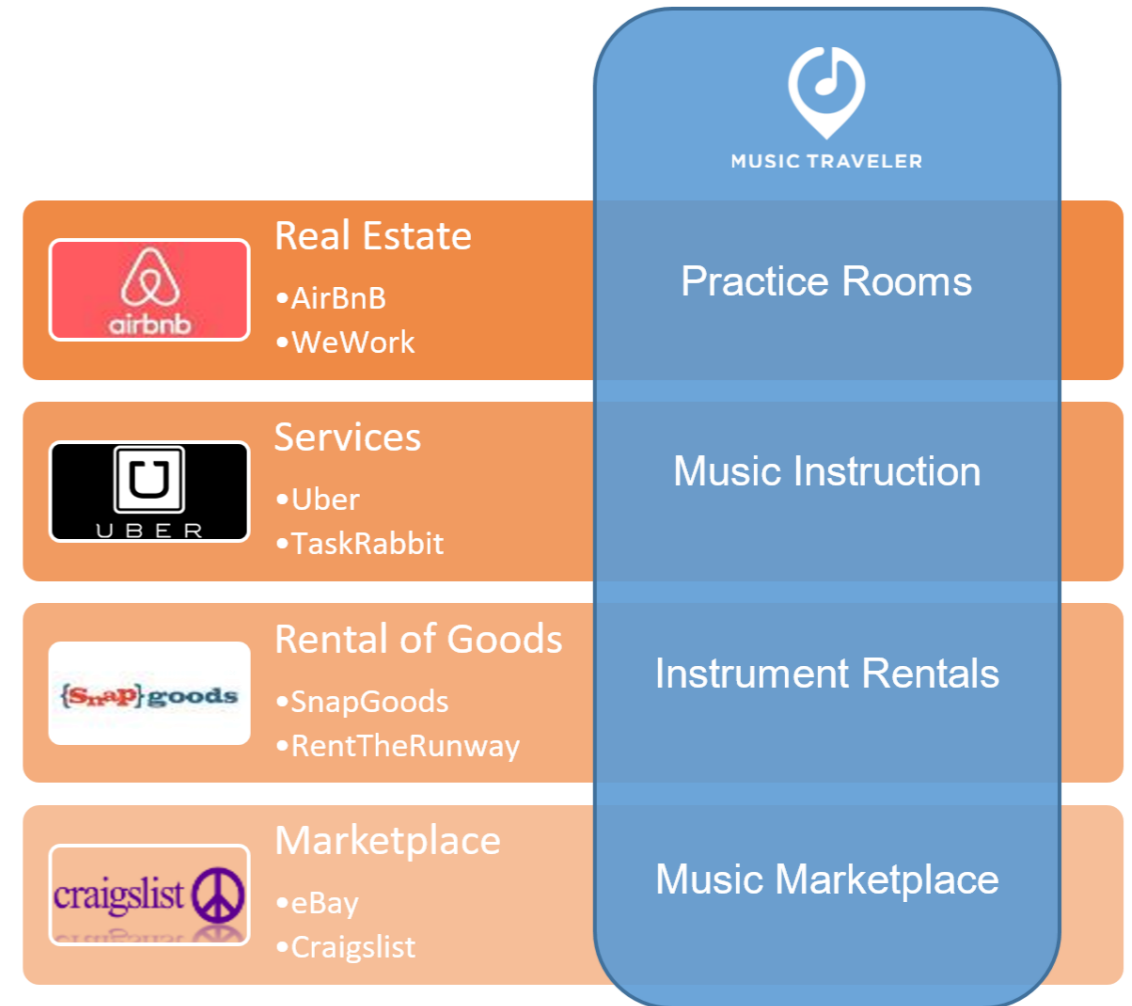 MUSIC TRAVELER
Real Estate
airbnb
•AirBnB
•WeWork
Practice Rooms
Services
UBER
•Uber
•TaskRabbit
Music Instruction
Rental of Goods
{Snap}goods
•SnapGoods
•RentTheRunway
Instrument Rentals
Marketplace
craigslist
•eBay
•Craigslist
Music Marketplace